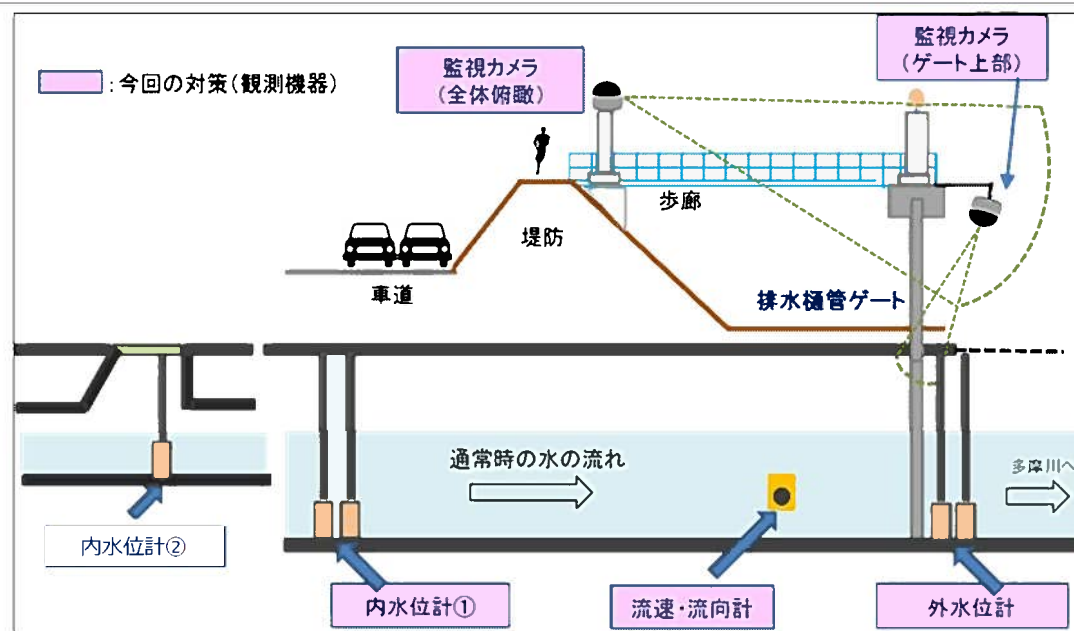 監視カメラ
(ゲート上部)
監視カメラ
(全体俯瞰)
:今回の対策(観測機器)
歩廊
堤防
車道
排水樋管ゲート
通常時の水の流れ
多摩川へ
内水位計②
内水位計①
流速・流向計
外水位計